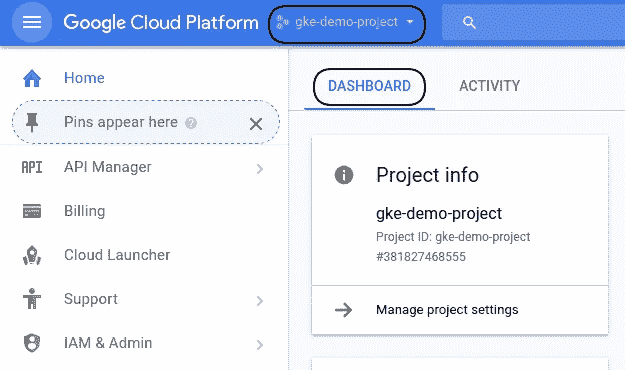 Google Cloud Platform
gke-demo-project
Home
Pins appear here
API Manager
Billing
Cloud Launcher
Support
IAM & Admin
DASHBOARD
ACTIVITY
Project info
gke-demo-project
Project ID: gke-demo-project
#381827468555
Manage project settings